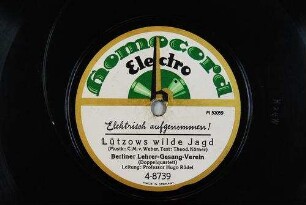 Homocord
Electro
M 50059
Elektrisch aufgenommen!
Lützows wilde Jagd
(Musik: C.M.v. Weber, Text: Theod. Körner)
Berliner Lehrer-Gesang-Verein
(Doppelquartett)
Leitung: Professor Hugo Rüdel
4-8739